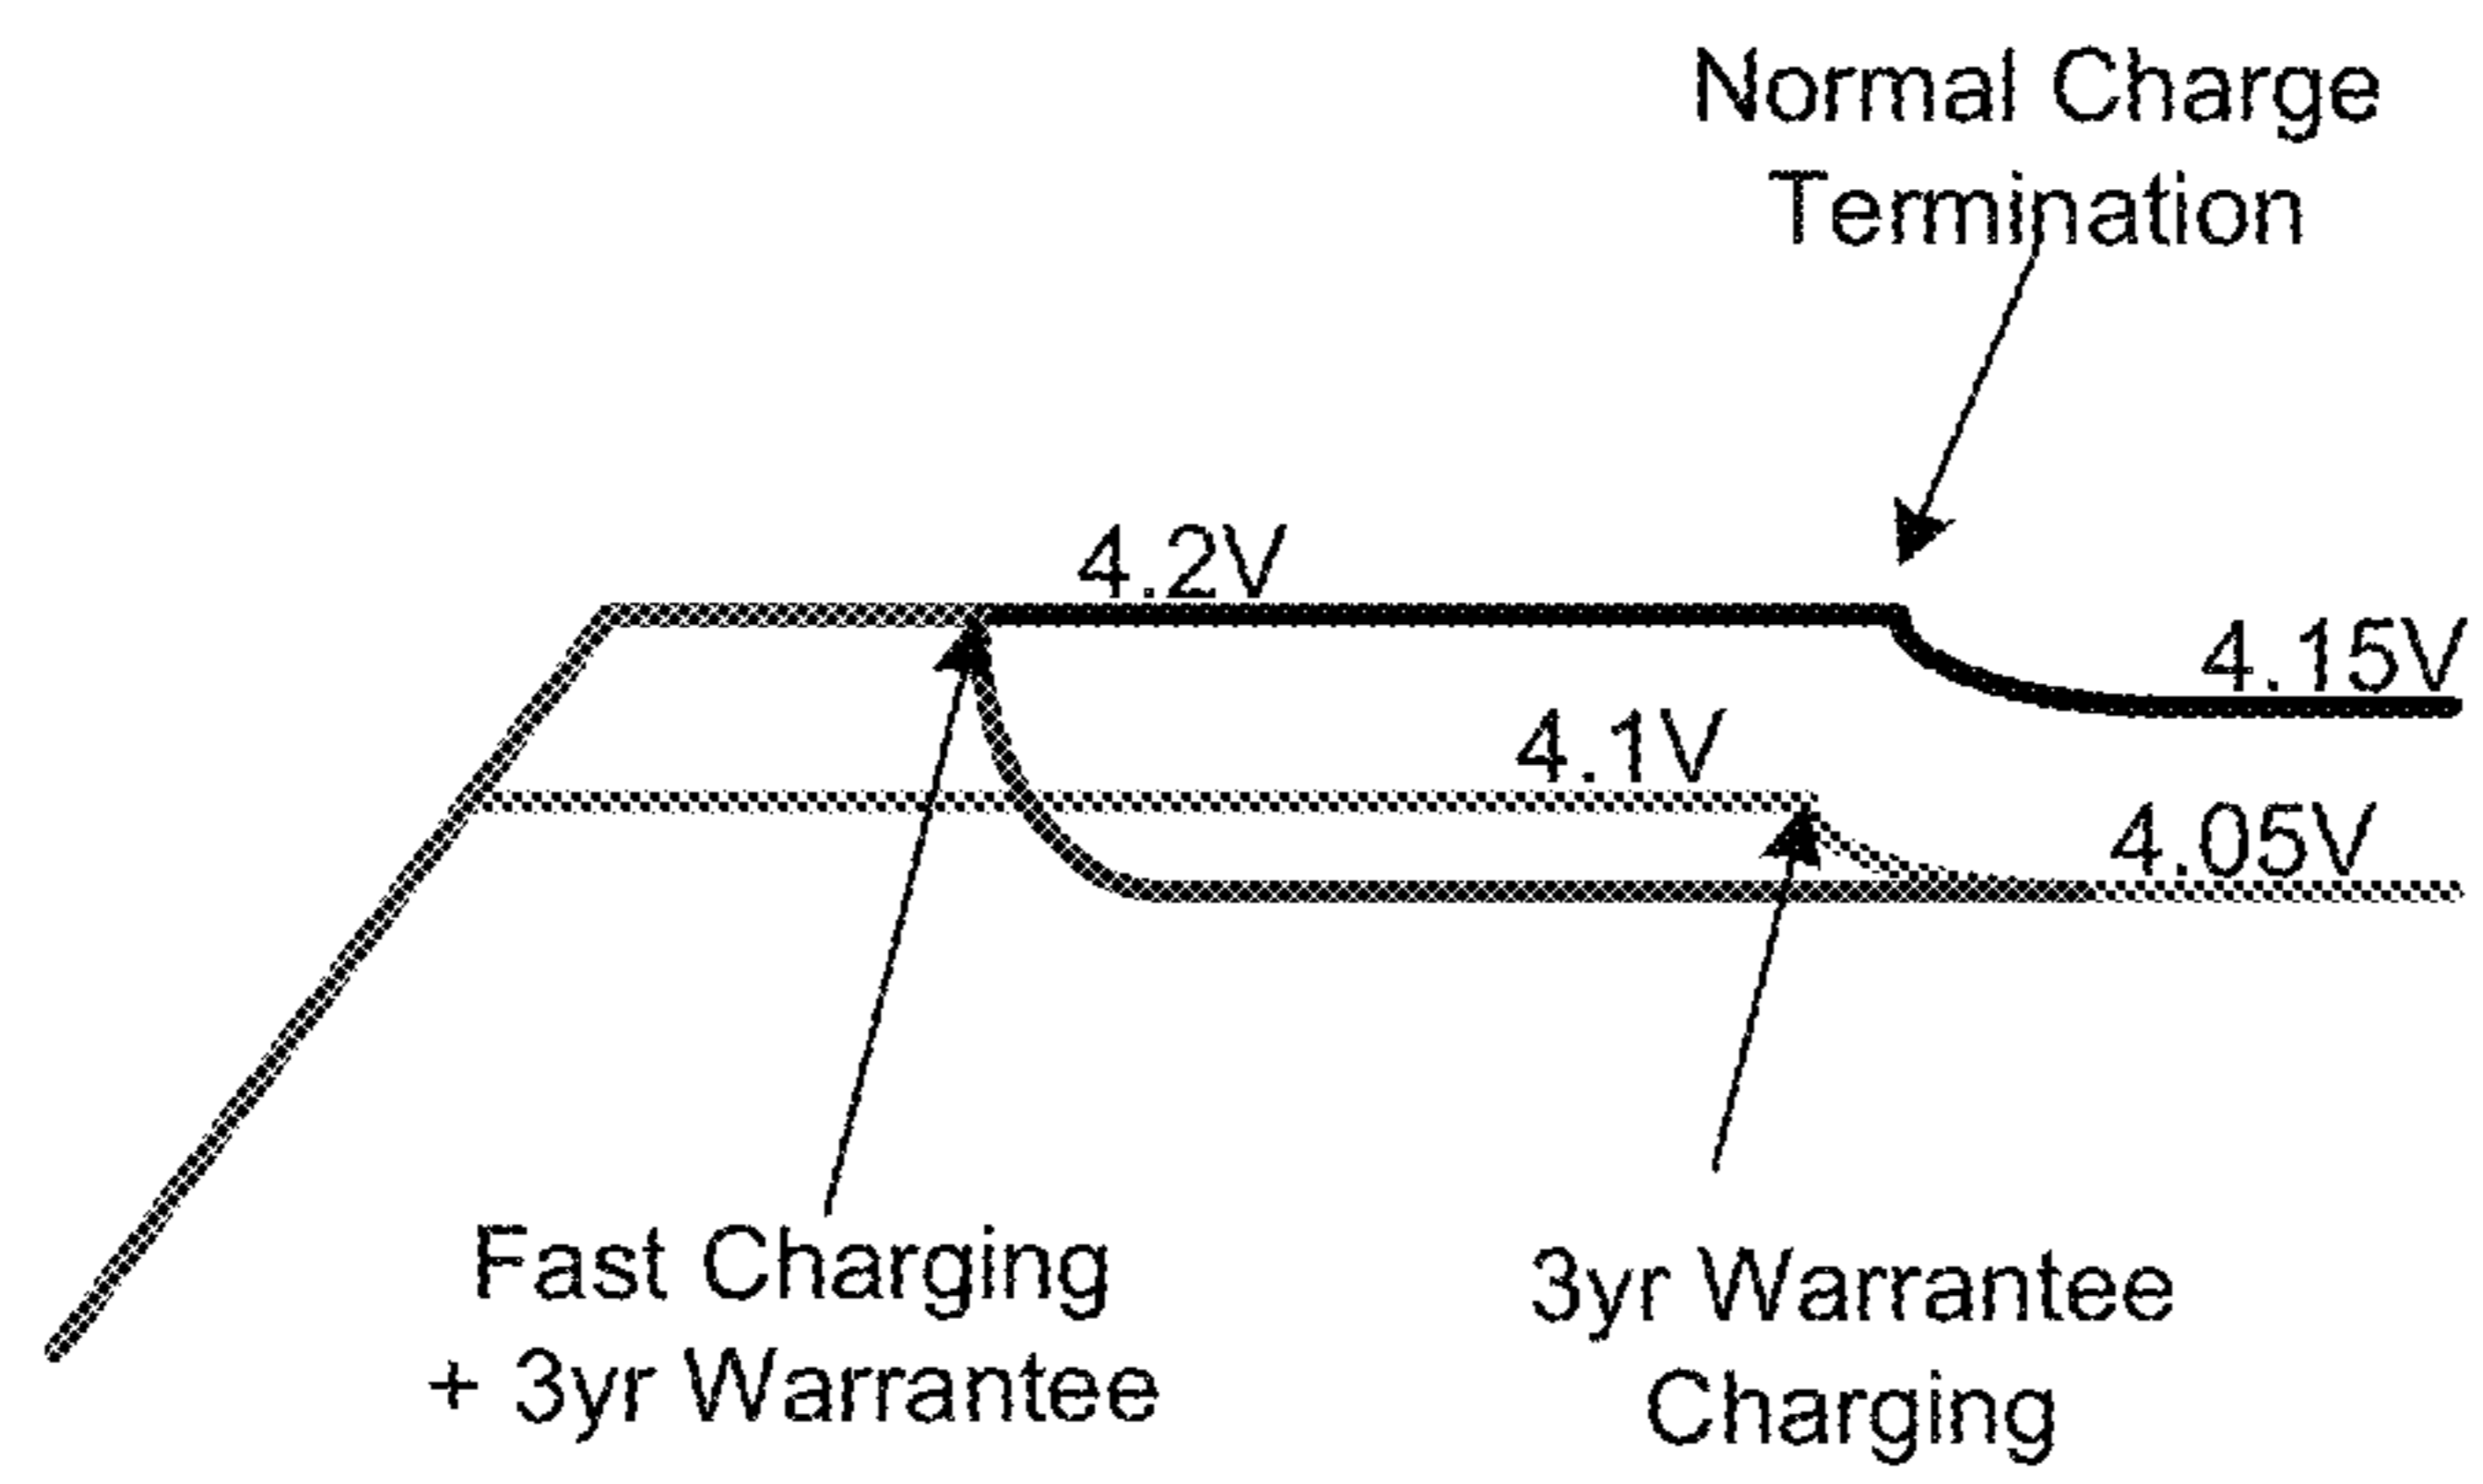 Normal Charge
Termination
4.2V
4.15V
4.1V
4.05V
Fast Charging
+ 3yr Warrantee
3yr Warrantee
Charging